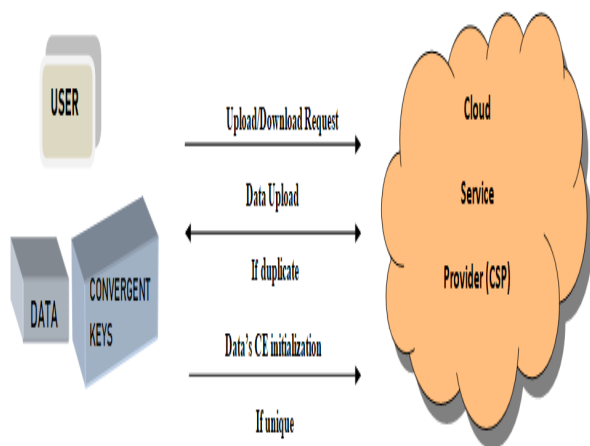 USER
DATA
CONVERGENT
KEYS
Upload/Download Request
Data Upload
If duplicate
Data's CE initialization
If unique
Cloud
Service
Provider (CSP)